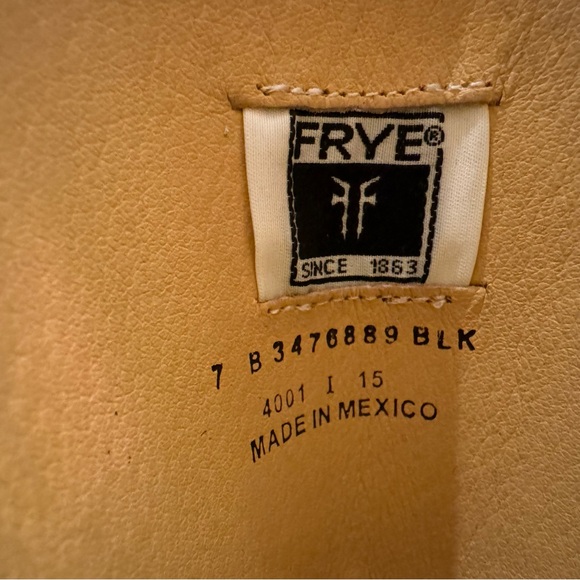 FRYE®
SINCE 1863
7 B 3476889 BLK
4001 I 15
MADE IN MEXICO